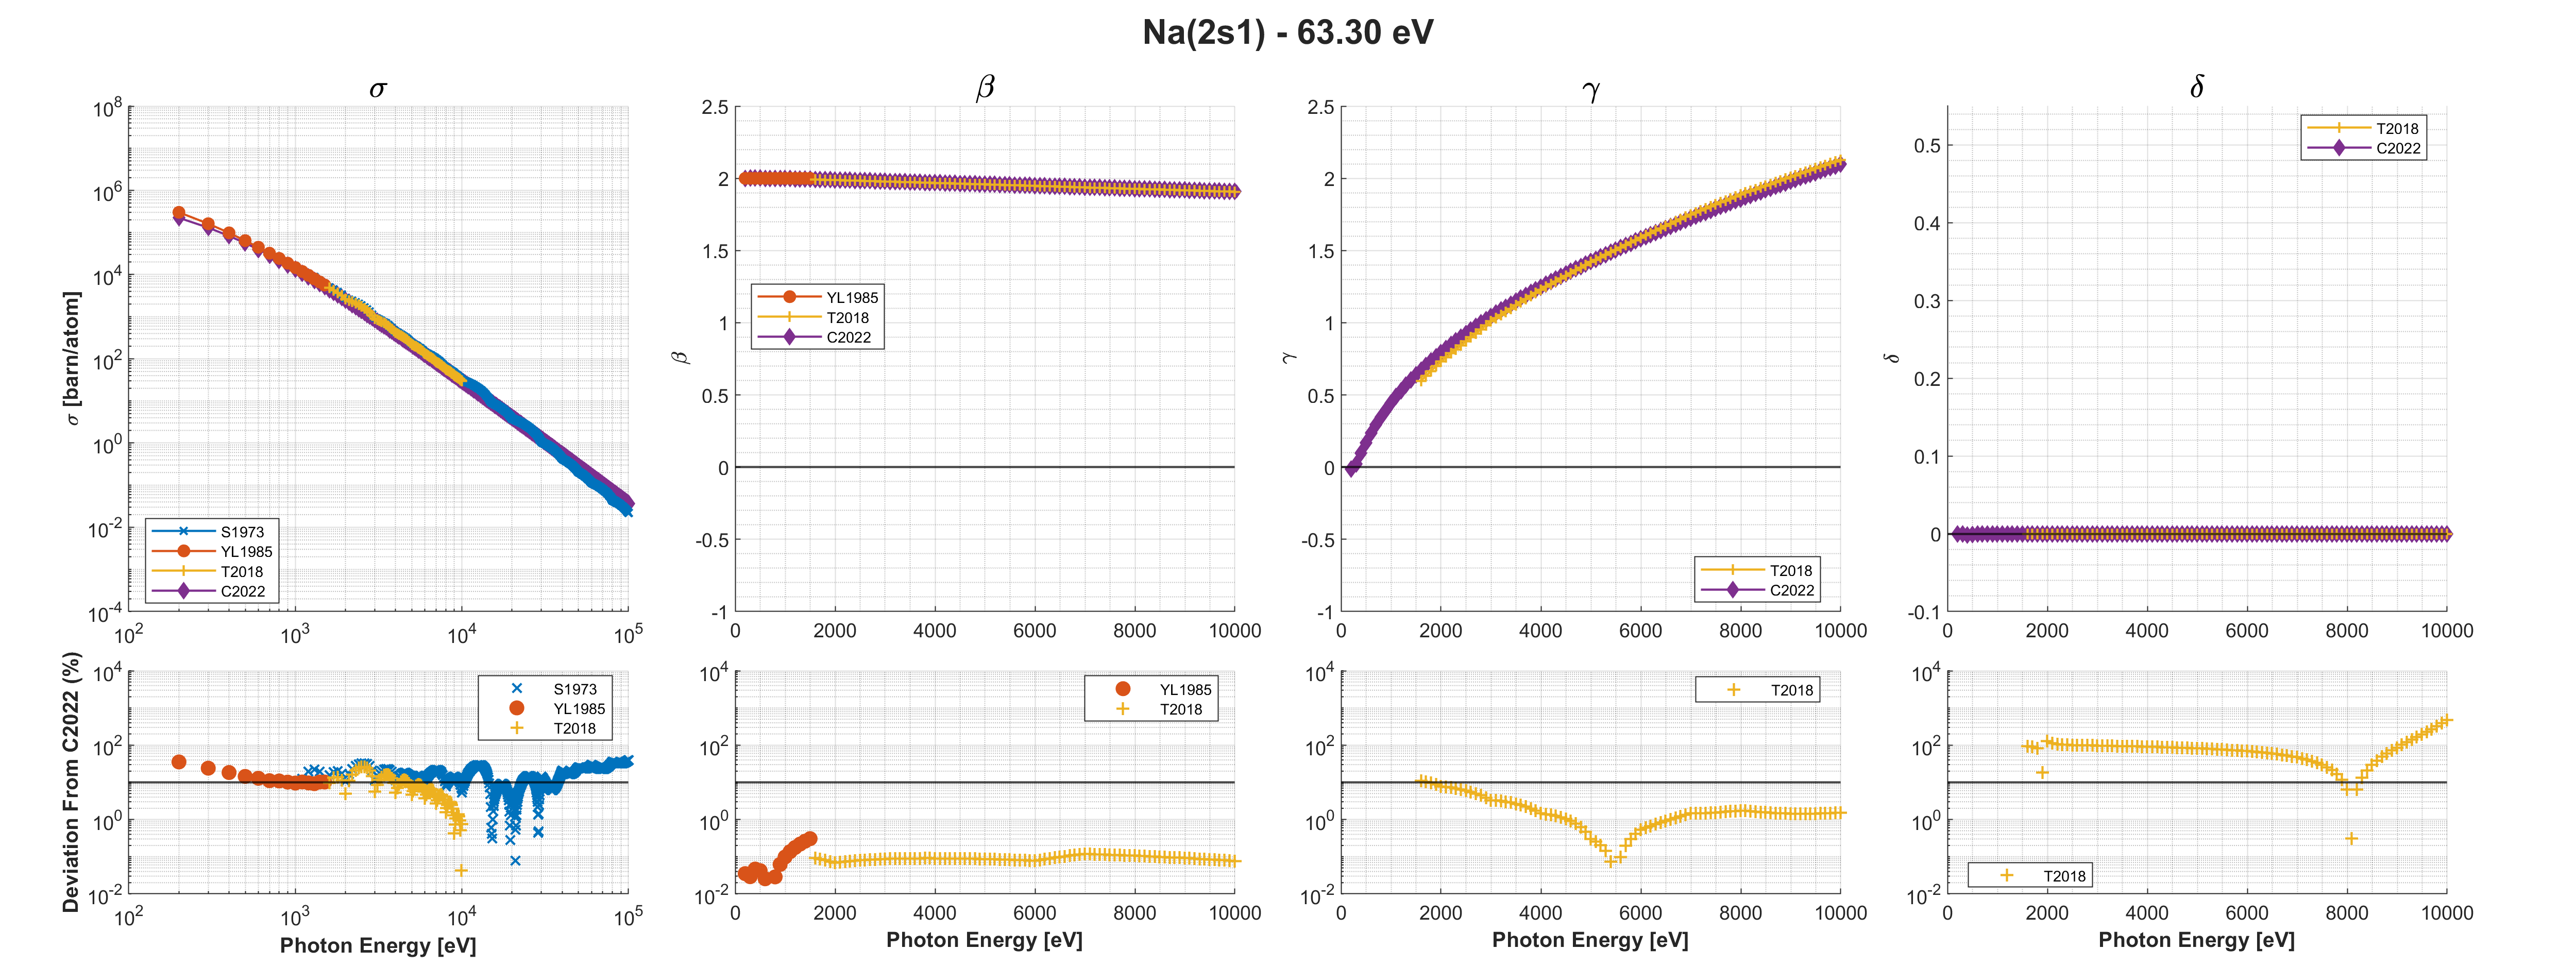 Na(2s1) - 63.30 eV
σ
10^8
10^6
10^4
10^2
10^0
10^-2
10^-4
10^2
10^3
10^4
10^5
σ [barn/atom]
S1973
YL1985
T2018
C2022
β
2.5
2
1.5
1
0.5
0
-0.5
-1
0
2000
4000
6000
8000
10000
β
YL1985
T2018
C2022
γ
2.5
2
1.5
1
0.5
0
-0.5
-1
0
2000
4000
6000
8000
10000
γ
T2018
C2022
δ
0.5
0.4
0.3
0.2
0.1
0
-0.1
0
2000
4000
6000
8000
10000
δ
T2018
C2022
Deviation From C2022 (%)
10^4
10^2
10^0
10^-2
10^2
10^3
10^4
10^5
S1973
YL1985
T2018
Photon Energy [eV]
10^4
10^2
10^0
10^-2
0
2000
4000
6000
8000
10000
YL1985
T2018
Photon Energy [eV]
10^4
10^2
10^0
10^-2
0
2000
4000
6000
8000
10000
T2018
Photon Energy [eV]
10^4
10^2
10^0
10^-2
0
2000
4000
6000
8000
10000
T2018
Photon Energy [eV]